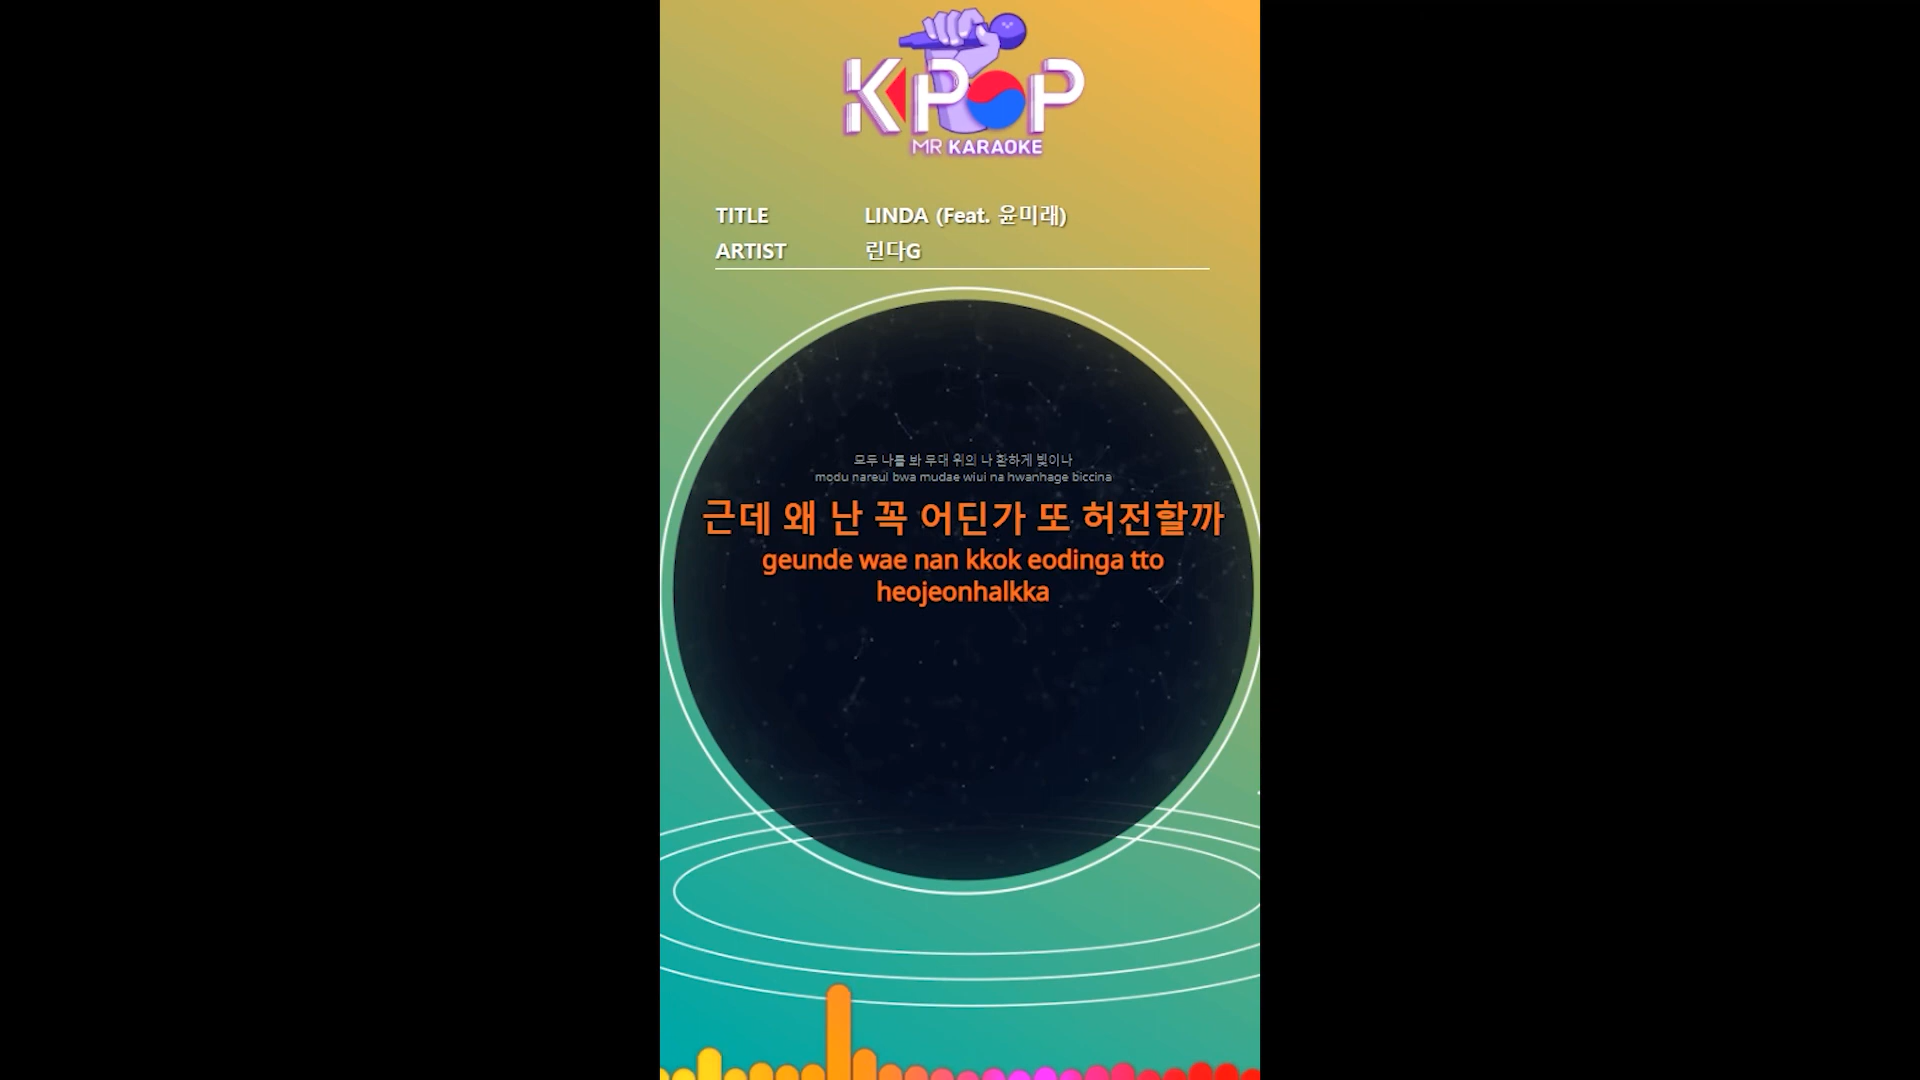 KPOP
MR KARAOKE
TITLE LINDA (Feat. 윤미래)
ARTIST 린다G
모두 나를 봐 무대 위의 나 환하게 빛이나
modu nareul bwa mudae wiui na hwanhage biccina
근데 왜 난 꼭 어딘가 또 허전할까
geunde wae nan kkok eodinga tto
heojeonhalkka